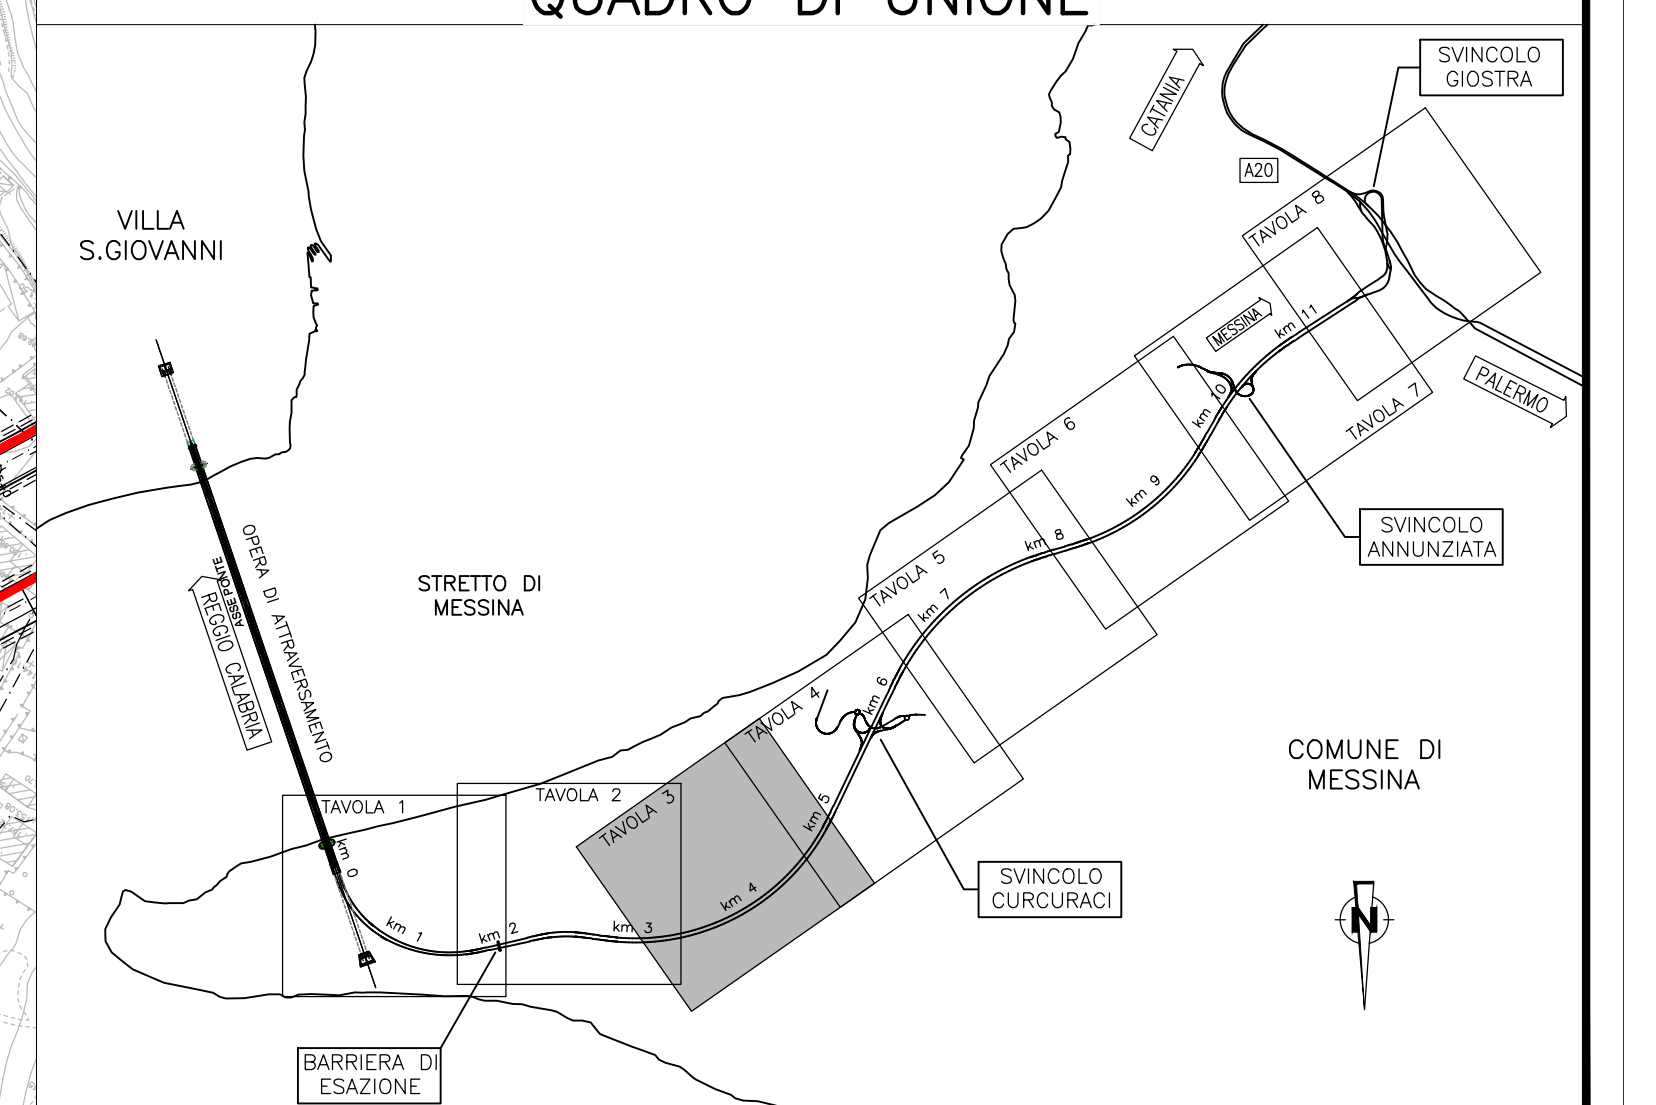 QUADRO DI UNIONE
SVINCOLO
GIOSTRA
CATANIA
A20
VILLA
S.GIOVANNI
TAVOLA 8
MESSINA
km 11
PALERMO
TAVOLA 7
km 10
TAVOLA 6
km 9
SVINCOLO
ANNUNZIATA
km 8
OPERA DI ATTRAVERSAMENTO
ASSE PONTE
REGGIO CALABRIA
STRETTO DI
MESSINA
TAVOLA 5
km 7
km 6
TAVOLA 4
COMUNE DI
MESSINA
TAVOLA 1
TAVOLA 2
TAVOLA 3
km 5
km 0
km 4
SVINCOLO
CURCURACI
km 1
km 2
km 3
N
BARRIERA DI
ESAZIONE